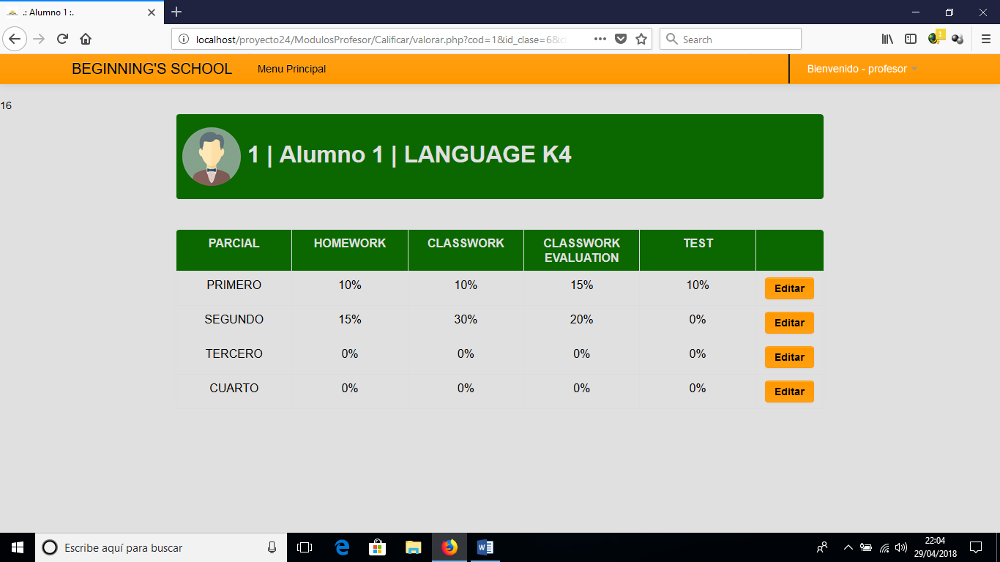 .: Alumno 1 :.
localhost/proyecto24/ModulosProfesor/Calificar/valorar.php?cod=1&id_clase=6&c
Search
BEGINNING'S SCHOOL Menu Principal Bienvenido - profesor
16
1 | Alumno 1 | LANGUAGE K4
PARCIAL HOMEWORK CLASSWORK CLASSWORK EVALUATION TEST
PRIMERO 10% 10% 15% 10% Editar
SEGUNDO 15% 30% 20% 0% Editar
TERCERO 0% 0% 0% 0% Editar
CUARTO 0% 0% 0% 0% Editar
Escribe aquí para buscar
22:04
29/04/2018